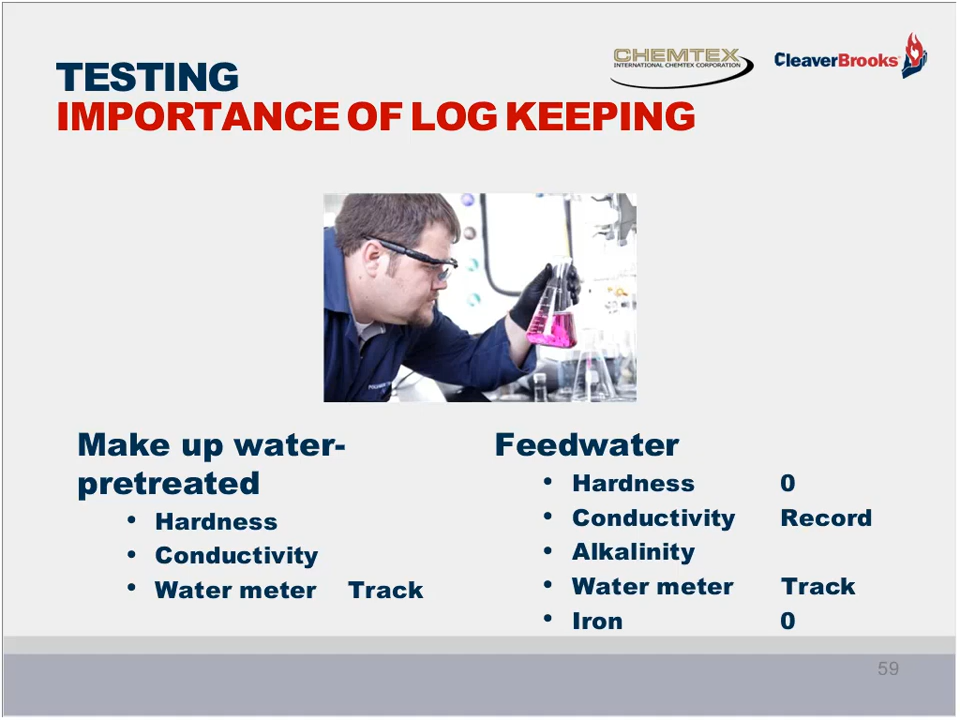 TESTING
IMPORTANCE OF LOG KEEPING
CHEMTEX
INTERNATIONAL CHEMTEX CORPORATION
CleaverBrooks
Make up water-
pretreated
• Hardness
• Conductivity
• Water meter Track
Feedwater
• Hardness 0
• Conductivity Record
• Alkalinity
• Water meter Track
• Iron 0
59